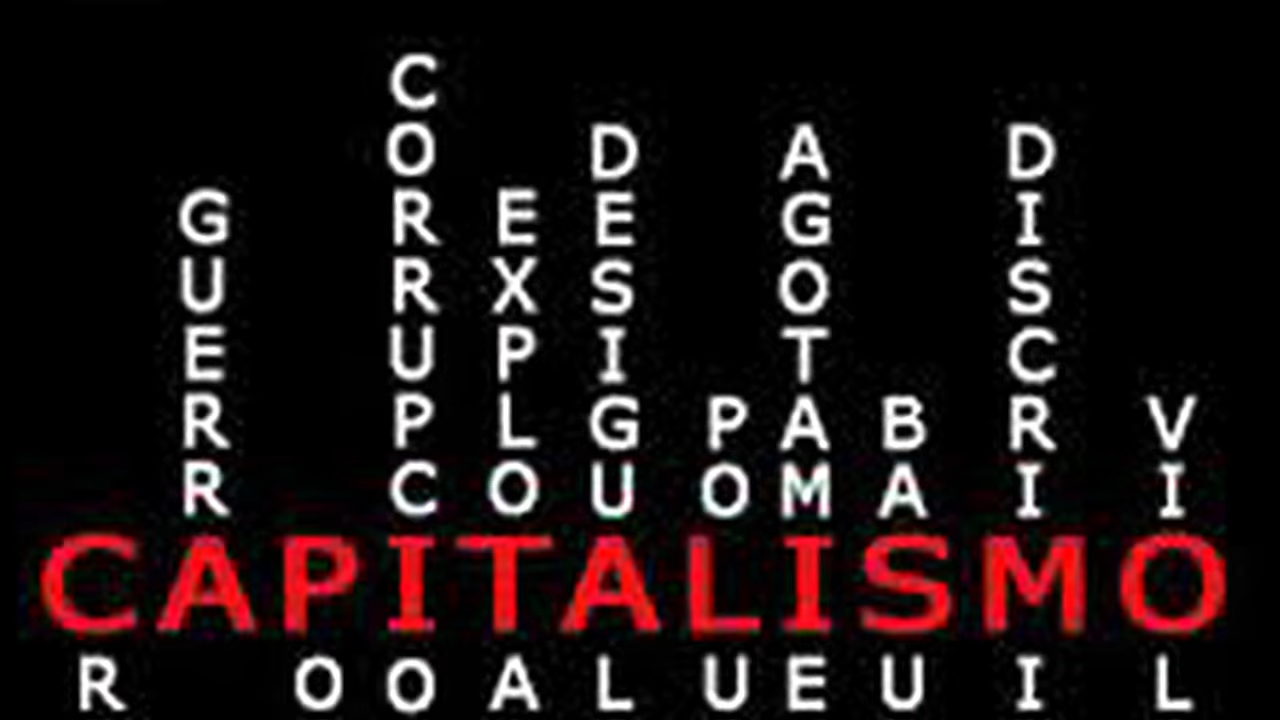 C
O D A D
G R E E G I
U R X S O S
E U P I T C
R P L G P A B R V
R C O U O M A I I
CAPITALISMO
R O O A L U E U I L